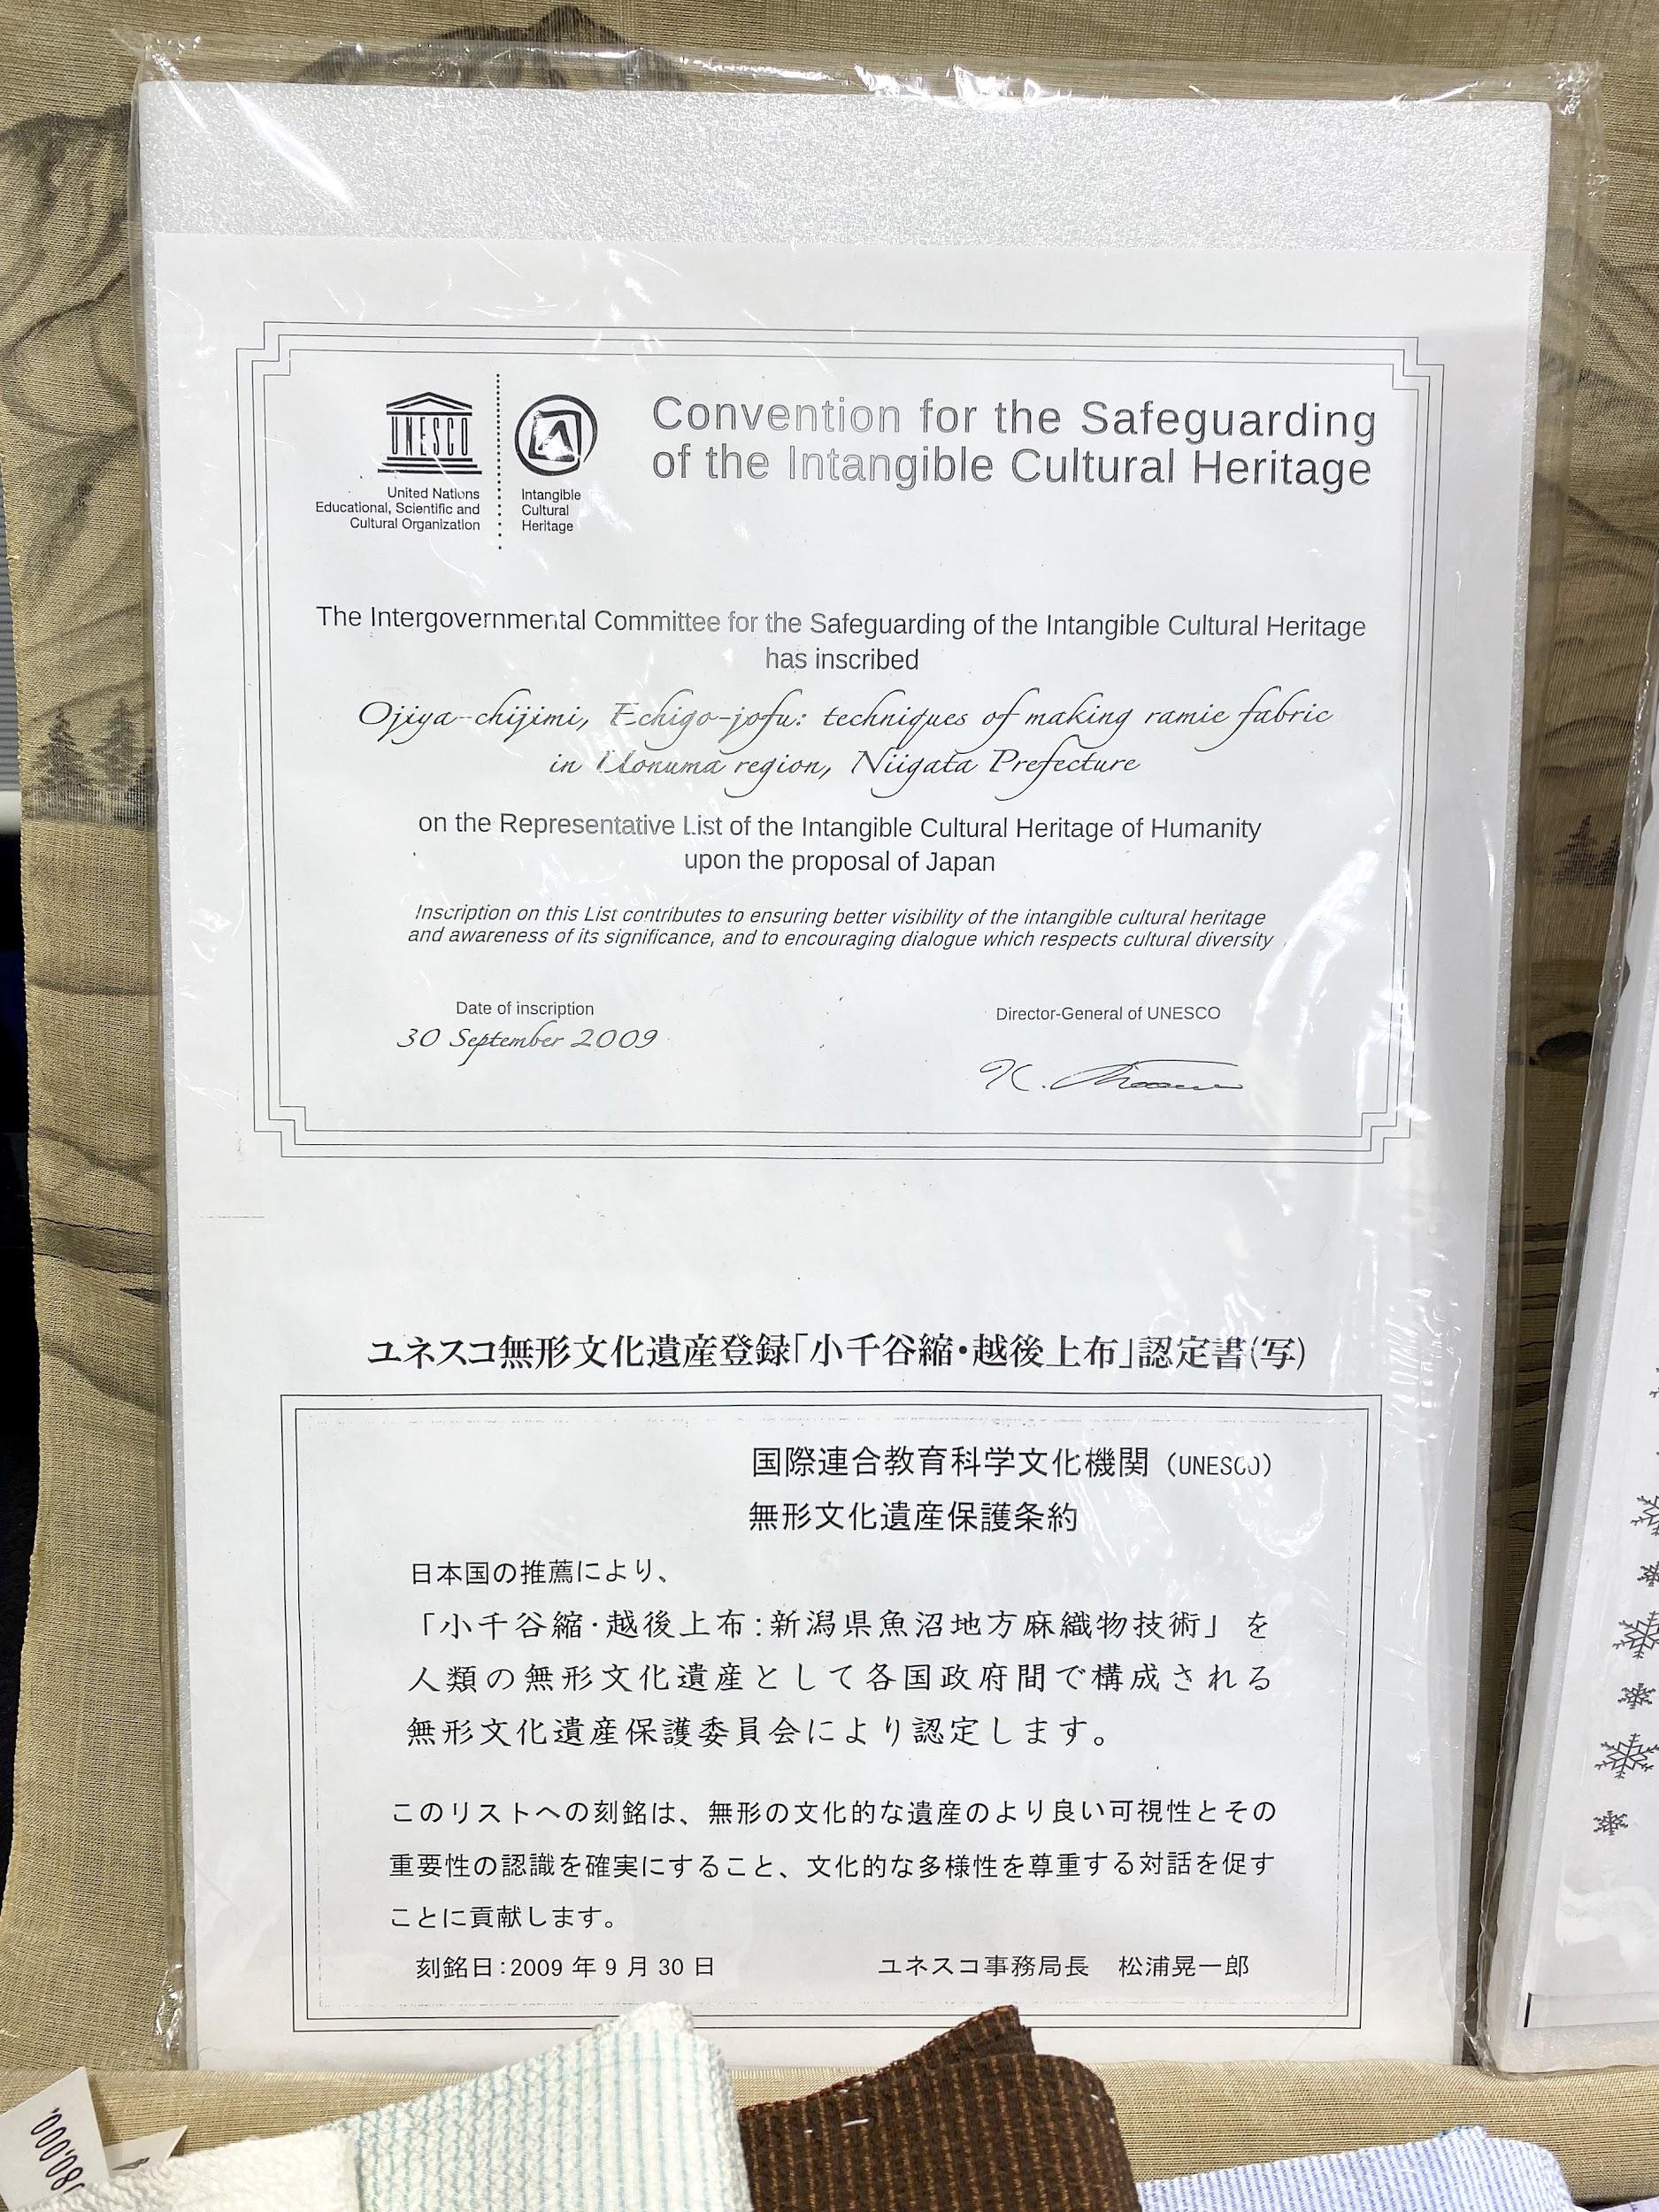 UNESCO
United Nations
Educational, Scientific and
Cultural Organization
Intangible
Cultural
Heritage
Convention for the Safeguarding
of the Intangible Cultural Heritage
The Intergovernmental Committee for the Safeguarding of the Intangible Cultural Heritage
has inscribed
Ojiya-chijimi, Echigo-jofu: techniques of making ramie fabric
in Uonuma region, Niigata Prefecture
on the Representative List of the Intangible Cultural Heritage of Humanity
upon the proposal of Japan
Inscription on this List contributes to ensuring better visibility of the intangible cultural heritage
and awareness of its significance, and to encouraging dialogue which respects cultural diversity
Date of inscription
30 September 2009
Director-General of UNESCO
K.
ユネスコ無形文化遺産登録「小千谷縮・越後上布」認定書(写)
国際連合教育科学文化機関（UNESCO）
無形文化遺産保護条約
日本国の推薦により、
「小千谷縮・越後上布:新潟県魚沼地方麻織物技術」を
人類の無形文化遺産として各国政府間で構成される
無形文化遺産保護委員会により認定します。
このリストへの刻銘は、無形の文化的な遺産のより良い可視性とその
重要性の認識を確実にすること、文化的な多様性を尊重する対話を促す
ことに貢献します。
刻銘日:2009 年 9 月 30 日
ユネスコ事務局長 松浦晃一郎